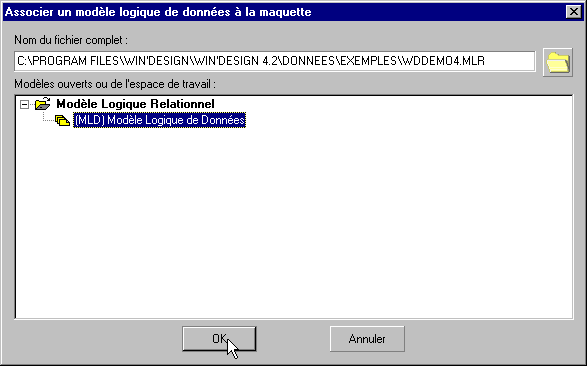 Associer un modèle logique de données à la maquette
Nom du fichier complet :
C:\PROGRAM FILES\WIN'DESIGN\WIN'DESIGN 4.2\DONNEES\EXEMPLES\WDDEMO4.MLR
Modèles ouverts ou de l'espace de travail :
Modèle Logique Relationnel
(MLD) Modèle Logique de Données
OK
Annuler